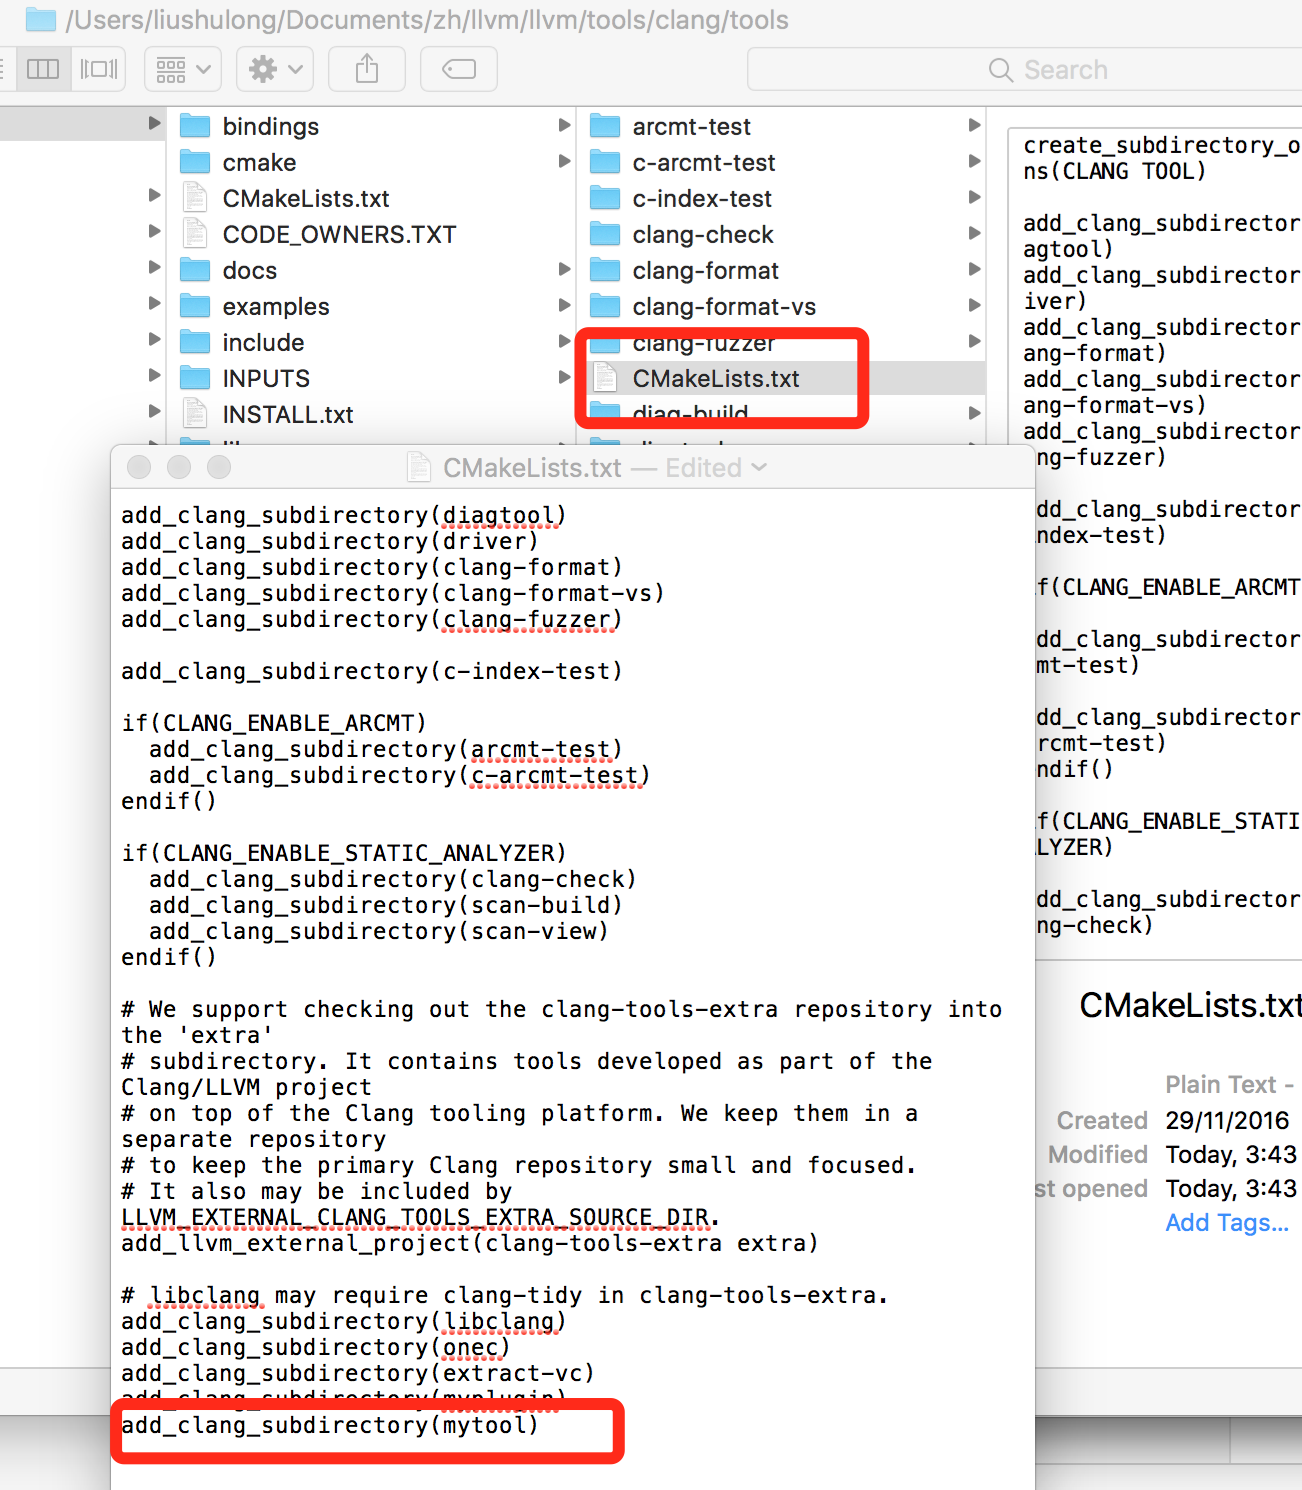 /Users/liushulong/Documents/zh/llvm/llvm/tools/clang/tools
Search
bindings
cmake
CMakeLists.txt
CODE_OWNERS.TXT
docs
examples
include
INPUTS
INSTALL.txt
arcmt-test
c-arcmt-test
c-index-test
clang-check
clang-format
clang-format-vs
clang-fuzzer
CMakeLists.txt
diag-build
create_subdirectory_o
ns(CLANG TOOL)
add_clang_subdirector
agtool)
add_clang_subdirector
iver)
add_clang_subdirector
ang-format)
add_clang_subdirector
ang-format-vs)
add_clang_subdirector
ng-fuzzer)
dd_clang_subdirector
ndex-test)
f(CLANG_ENABLE_ARCMT
dd_clang_subdirector
mt-test)
dd_clang_subdirector
rcmt-test)
ndif()
f(CLANG_ENABLE_STATI
LYZER)
dd_clang_subdirector
ng-check)
CMakeLists.txt
Plain Text -
Created 29/11/2016
Modified Today, 3:43
st opened Today, 3:43
Add Tags...
CMakeLists.txt — Edited
add_clang_subdirectory(diagtool)
add_clang_subdirectory(driver)
add_clang_subdirectory(clang-format)
add_clang_subdirectory(clang-format-vs)
add_clang_subdirectory(clang-fuzzer)
add_clang_subdirectory(c-index-test)
if(CLANG_ENABLE_ARCMT)
add_clang_subdirectory(arcmt-test)
add_clang_subdirectory(c-arcmt-test)
endif()
if(CLANG_ENABLE_STATIC_ANALYZER)
add_clang_subdirectory(clang-check)
add_clang_subdirectory(scan-build)
add_clang_subdirectory(scan-view)
endif()
# We support checking out the clang-tools-extra repository into
the 'extra'
# subdirectory. It contains tools developed as part of the
Clang/LLVM project
# on top of the Clang tooling platform. We keep them in a
separate repository
# to keep the primary Clang repository small and focused.
# It also may be included by
LLVM_EXTERNAL_CLANG_TOOLS_EXTRA_SOURCE_DIR.
add_llvm_external_project(clang-tools-extra extra)
# libclang may require clang-tidy in clang-tools-extra.
add_clang_subdirectory(libclang)
add_clang_subdirectory(onec)
add_clang_subdirectory(extract-vc)
add_clang_subdirectory(myplugin)
add_clang_subdirectory(mytool)